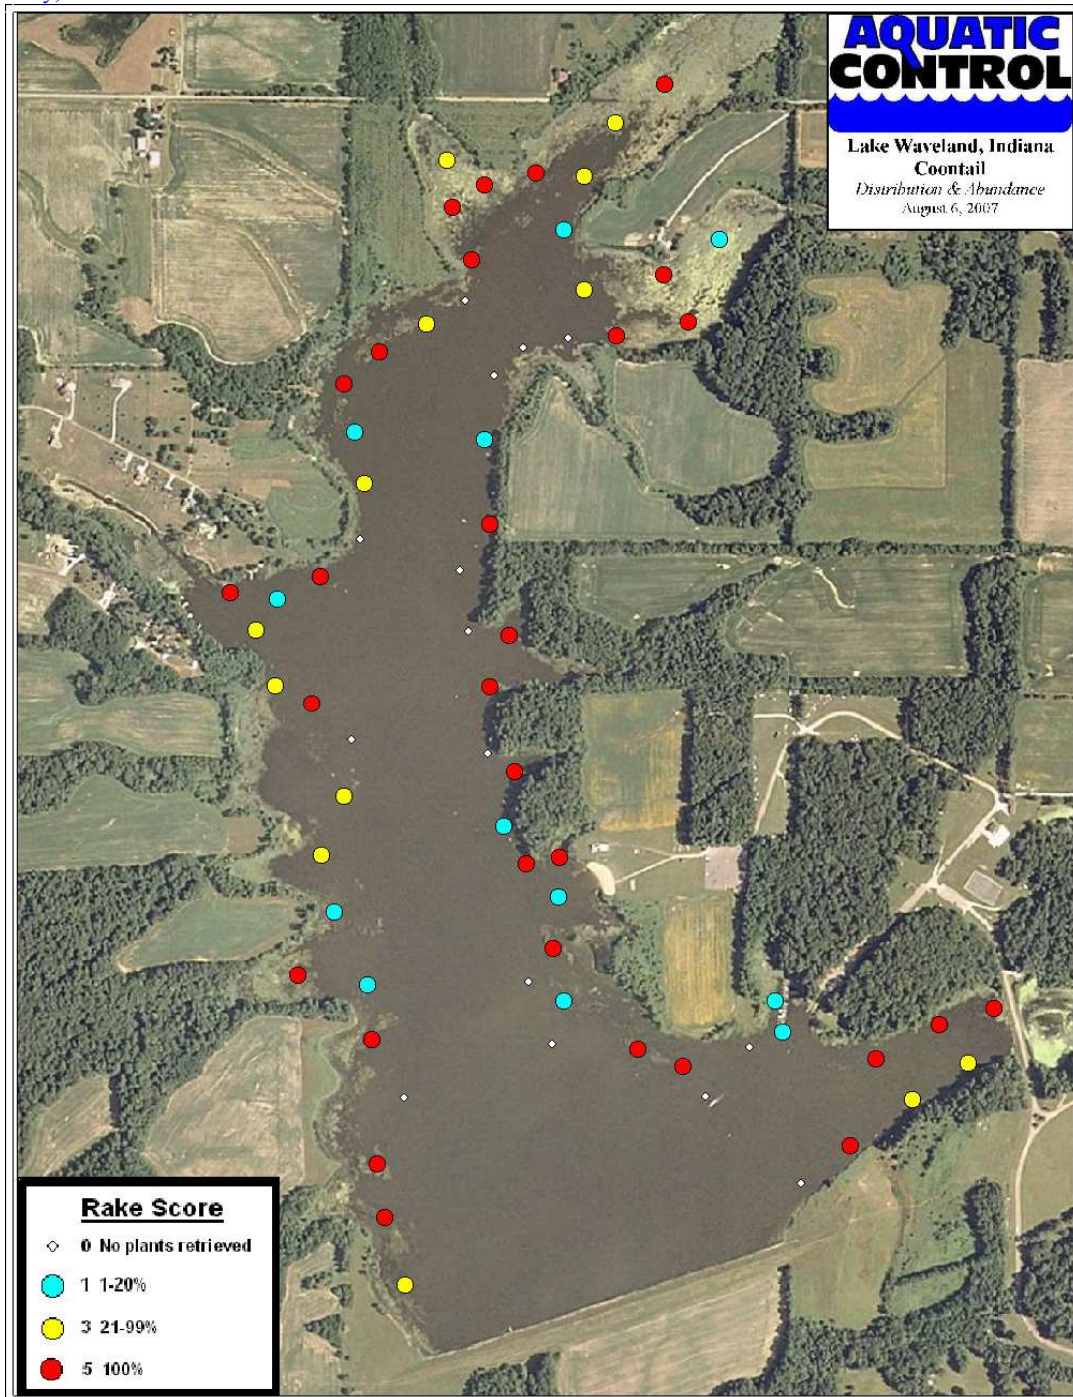 AQUATIC
CONTROL
Lake Waveland, Indiana
Coontail
Distribution & Abundance
August 6, 2007
Rake Score
0 No plants retrieved
1 1-20%
3 21-99%
5 100%